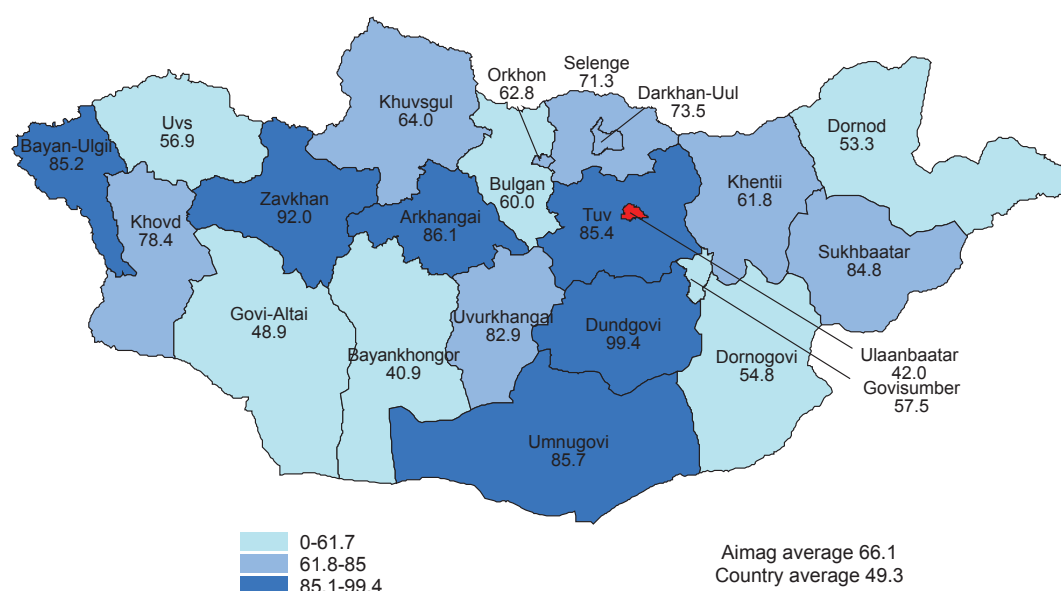 Orkhon
62.8
Selenge
71.3
Darkhan-Uul
73.5
Khuvsgul
64.0
Uvs
56.9
Bayan-Ulgil
85.2
Dornod
53.3
Bulgan
60.0
Khentii
61.8
Zavkhan
92.0
Arkhangai
86.1
Khovd
78.4
Tuv
85.4
Sukhbaatar
84.8
Govi-Altai
48.9
Uvurkhangai
82.9
Dundgovi
99.4
Bayankhongor
40.9
Dornogovi
54.8
Ulaanbaatar
42.0
Govisumber
57.5
Umnugovi
85.7
0-61.7
61.8-85
85.1-99.4
Aimag average 66.1
Country average 49.3